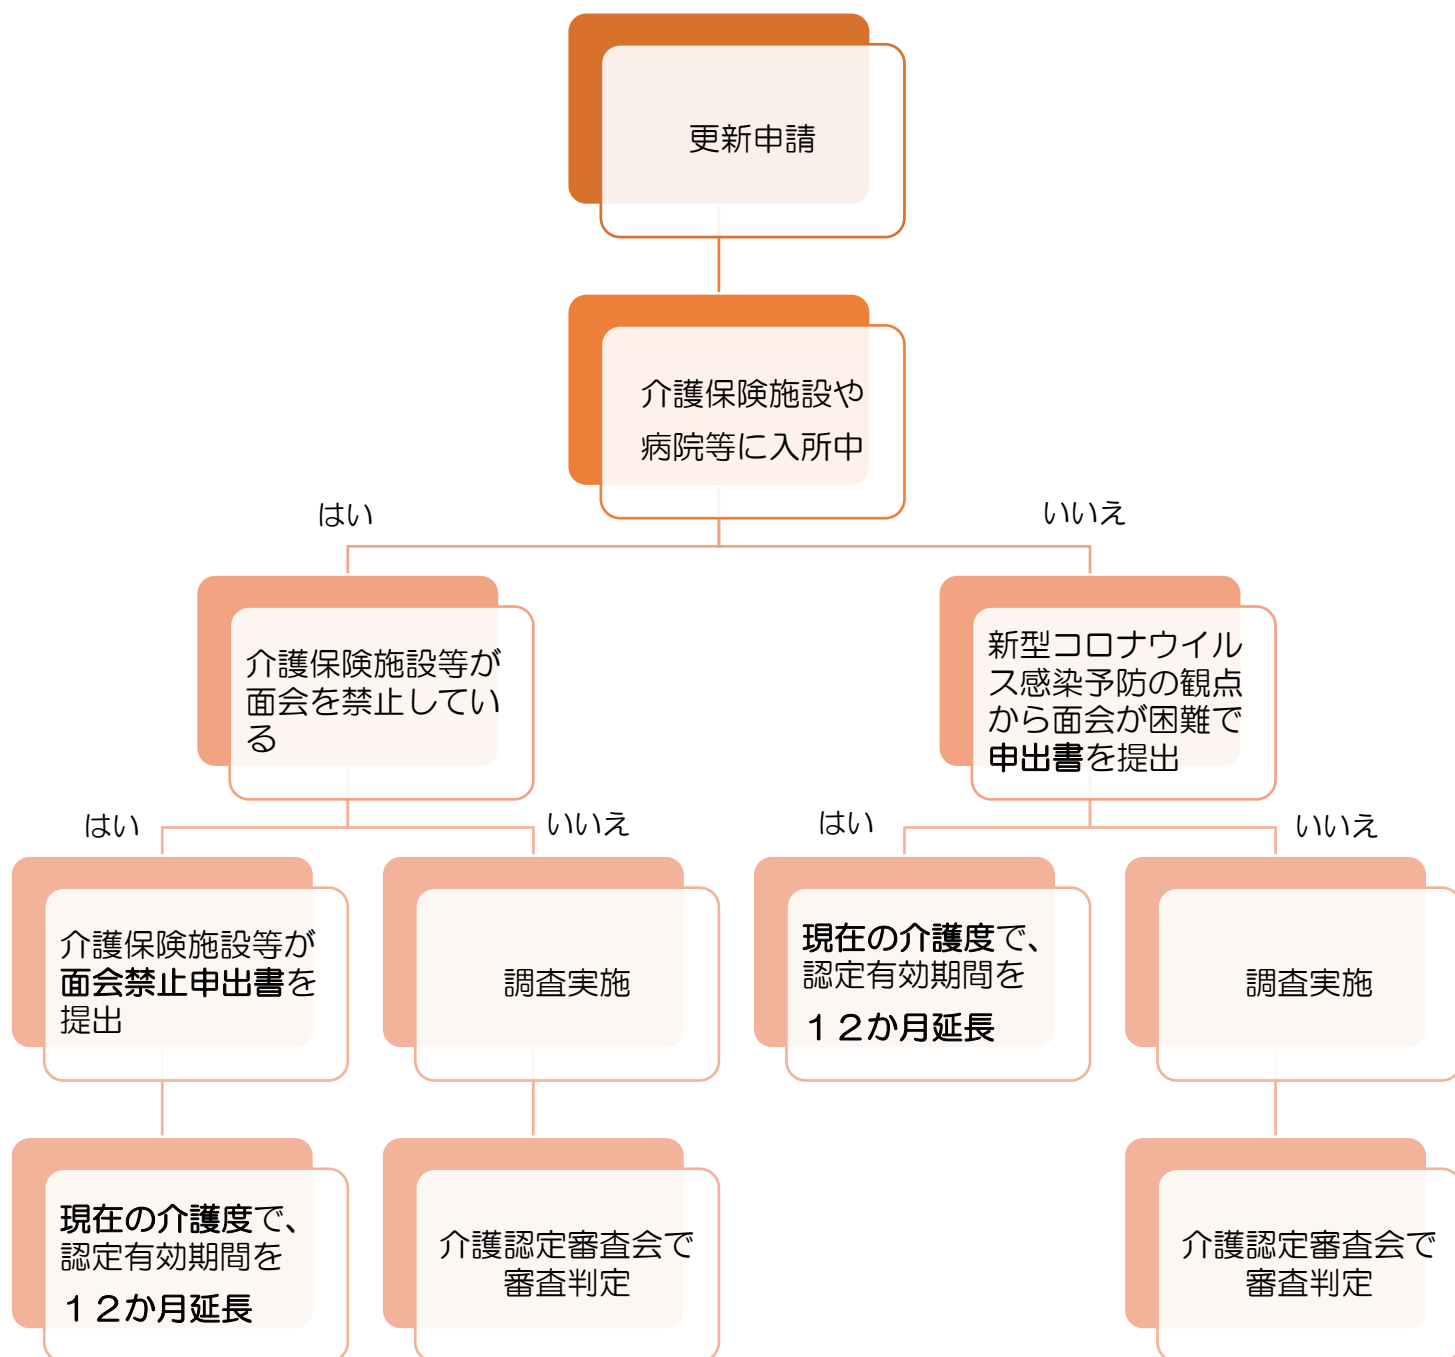 更新申請
介護保険施設や
病院等に入所中
はい
いいえ
介護保険施設等が
面会を禁止してい
る
新型コロナウイル
ス感染予防の観点
から面会が困難で
申出書を提出
はい
いいえ
はい
いいえ
介護保険施設等が
面会禁止申出書を
提出
調査実施
現在の介護度で、
認定有効期間を
１２か月延長
調査実施
現在の介護度で、
認定有効期間を
１２か月延長
介護認定審査会で
審査判定
介護認定審査会で
審査判定